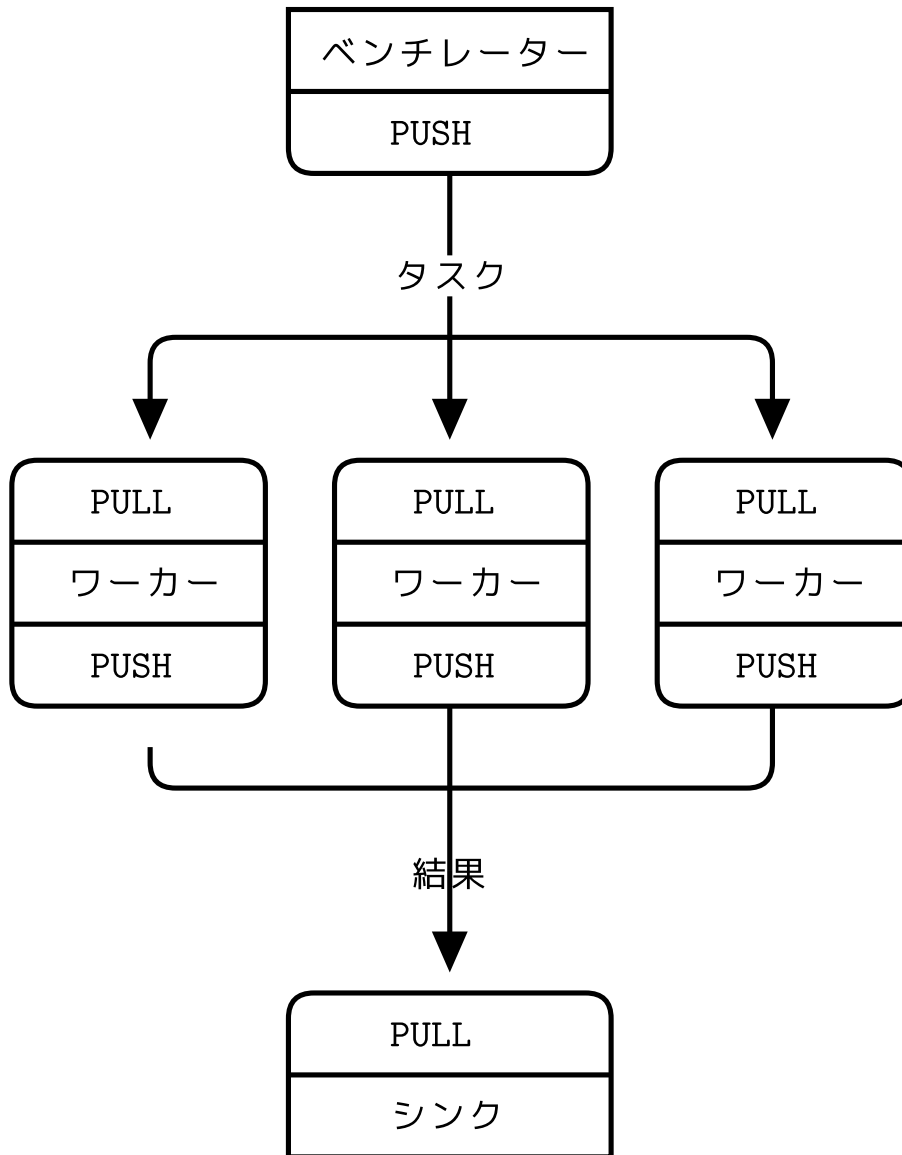 ベンチレーター
PUSH
タスク
PULL PULL PULL
ワーカー ワーカー ワーカー
PUSH PUSH PUSH
結果
PULL
シンク